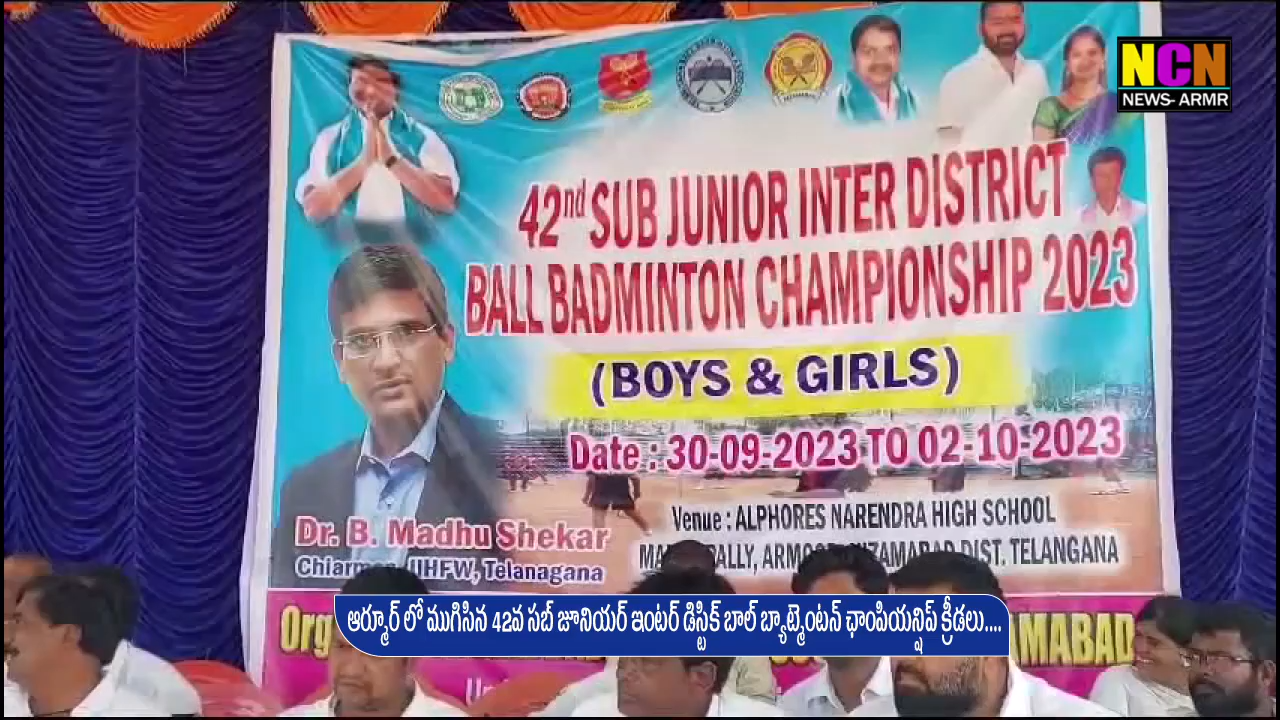 NCN
NEWS- ARMR
42nd SUB JUNIOR INTER DISTRICT
BALL BADMINTON CHAMPIONSHIP 2023
(BOYS & GIRLS)
Date : 30-09-2023 TO 02-10-2023
Venue : ALPHORES NARENDRA HIGH SCHOOL
DIST. TELANGANA
Dr. B. Madhu Shekar
IIHFW, Telanagana
ఆర్మూర్ లో ముగిసిన 42వ సబ్ జూనియర్ ఇంటర్ డిస్టిక్ బాల్ బ్యాట్మెంటన్ ఛాంపియన్షిప్ క్రీడలు....